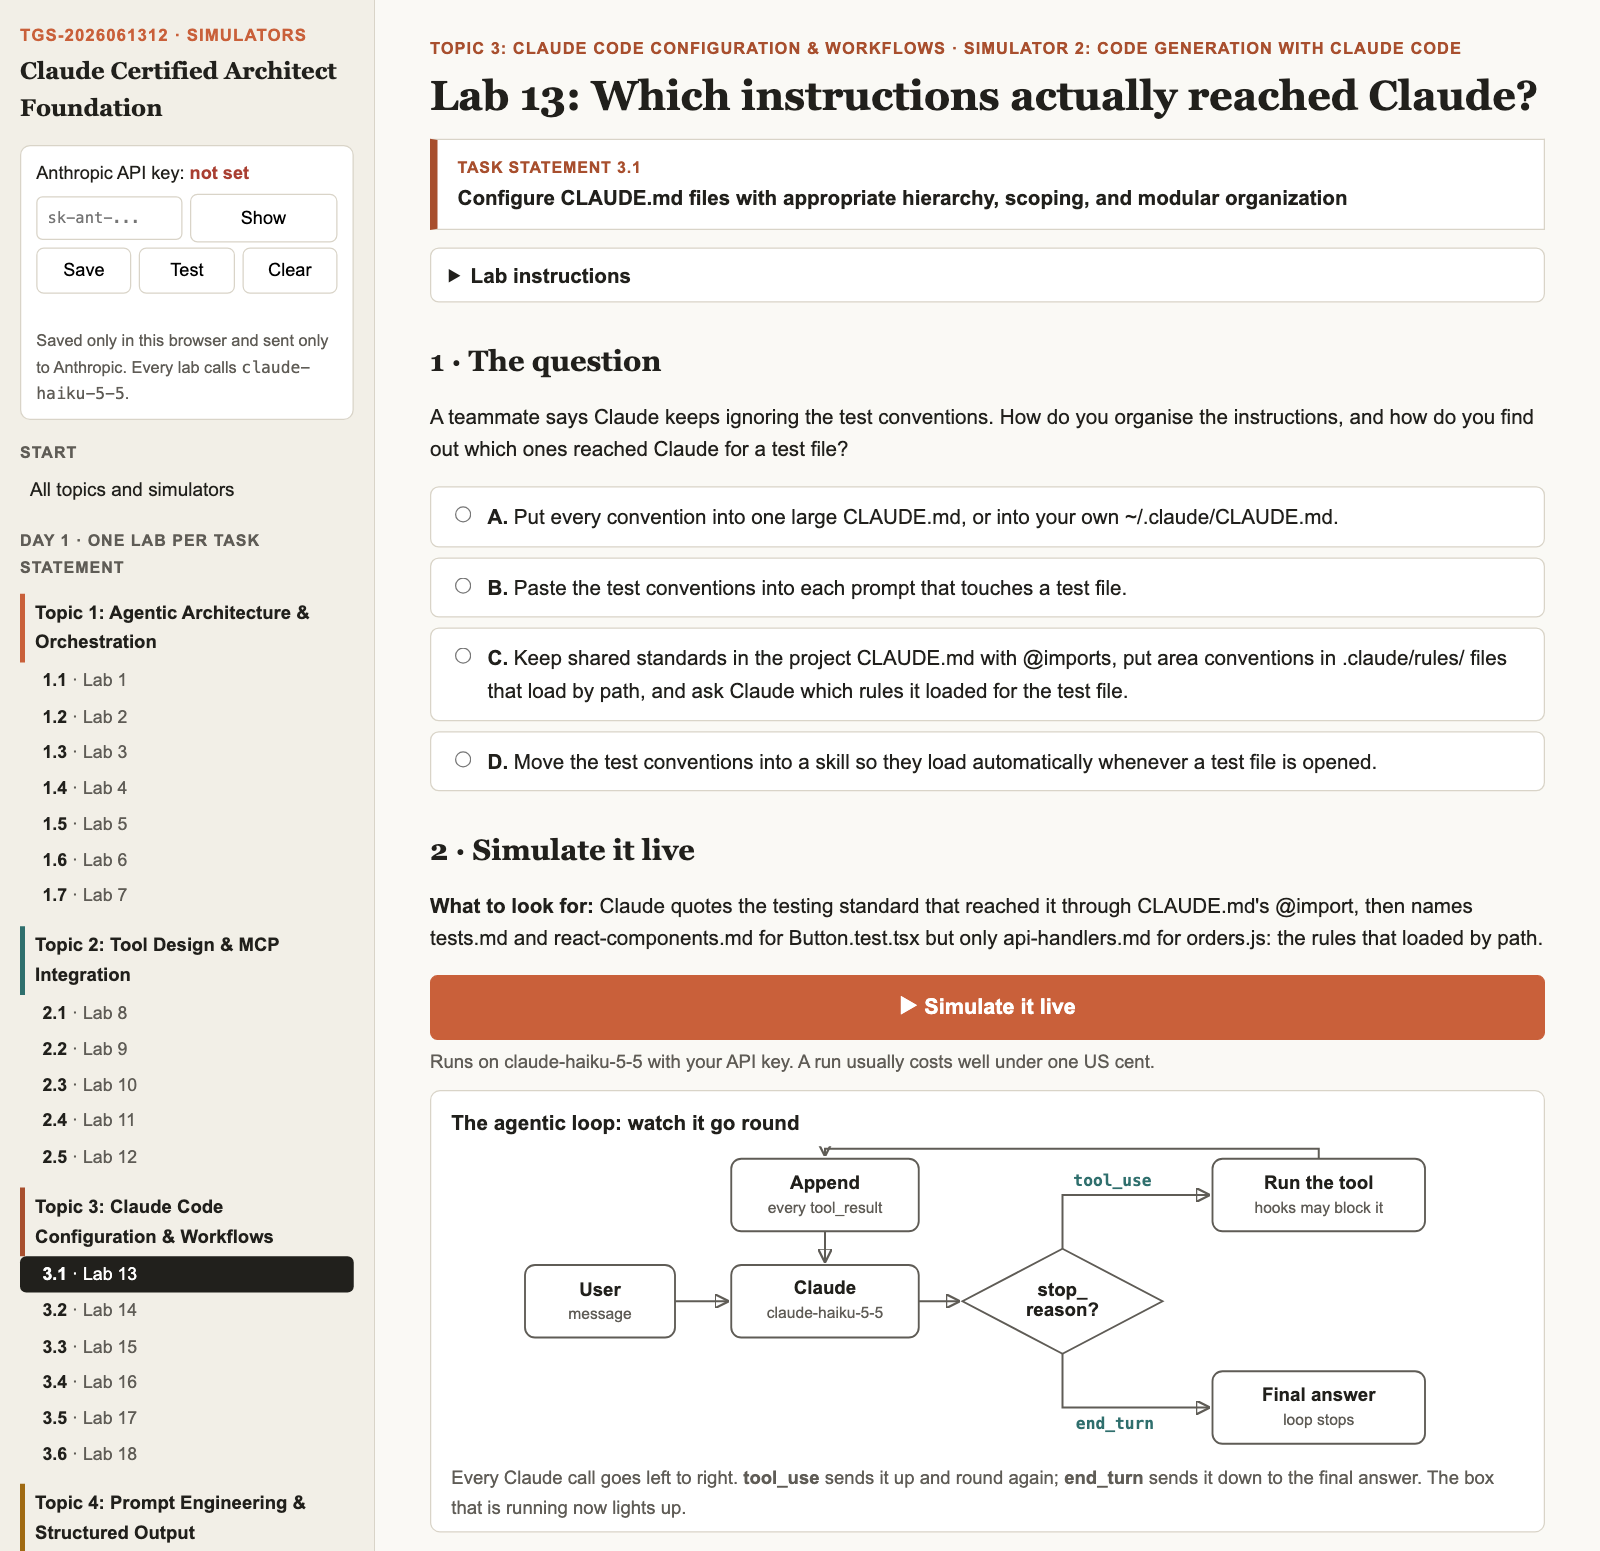 TGS-2026061312 · SIMULATORS
Claude Certified Architect
Foundation
Anthropic API key: not set
sk-ant-...
Show
Save
Test
Clear
Saved only in this browser and sent only
to Anthropic. Every lab calls claude-
haiku-5-5.
START
All topics and simulators
DAY 1 · ONE LAB PER TASK
STATEMENT
Topic 1: Agentic Architecture &
Orchestration
1.1 · Lab 1
1.2 · Lab 2
1.3 · Lab 3
1.4 · Lab 4
1.5 · Lab 5
1.6 · Lab 6
1.7 · Lab 7
Topic 2: Tool Design & MCP
Integration
2.1 · Lab 8
2.2 · Lab 9
2.3 · Lab 10
2.4 · Lab 11
2.5 · Lab 12
Topic 3: Claude Code
Configuration & Workflows
3.1 · Lab 13
3.2 · Lab 14
3.3 · Lab 15
3.4 · Lab 16
3.5 · Lab 17
3.6 · Lab 18
Topic 4: Prompt Engineering &
Structured Output
TOPIC 3: CLAUDE CODE CONFIGURATION & WORKFLOWS · SIMULATOR 2: CODE GENERATION WITH CLAUDE CODE
Lab 13: Which instructions actually reached Claude?
TASK STATEMENT 3.1
Configure CLAUDE.md files with appropriate hierarchy, scoping, and modular organization
▶ Lab instructions
1 · The question
A teammate says Claude keeps ignoring the test conventions. How do you organise the instructions, and how do you find
out which ones reached Claude for a test file?
A. Put every convention into one large CLAUDE.md, or into your own ~/.claude/CLAUDE.md.
B. Paste the test conventions into each prompt that touches a test file.
C. Keep shared standards in the project CLAUDE.md with @imports, put area conventions in .claude/rules/ files
that load by path, and ask Claude which rules it loaded for the test file.
D. Move the test conventions into a skill so they load automatically whenever a test file is opened.
2 · Simulate it live
What to look for: Claude quotes the testing standard that reached it through CLAUDE.md's @import, then names
tests.md and react-components.md for Button.test.tsx but only api-handlers.md for orders.js: the rules that loaded by path.
▶ Simulate it live
Runs on claude-haiku-5-5 with your API key. A run usually costs well under one US cent.
The agentic loop: watch it go round
Append
every tool_result
tool_use
Run the tool
hooks may block it
User
message
Claude
claude-haiku-5-5
stop_
reason?
Final answer
loop stops
end_turn
Every Claude call goes left to right. tool_use sends it up and round again; end_turn sends it down to the final answer. The box
that is running now lights up.